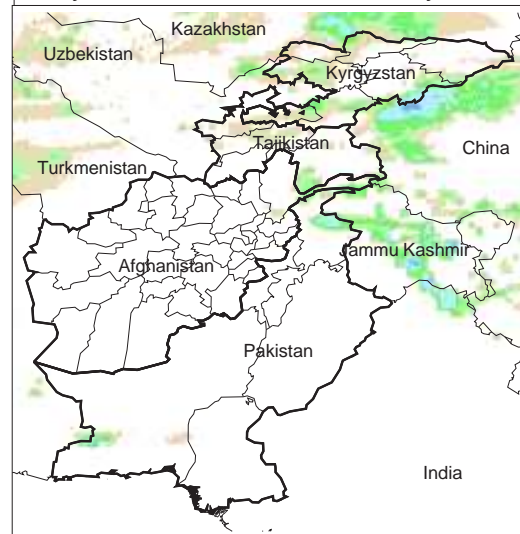 Kazakhstan
Uzbekistan
Kyrgyzstan
China
Tajikistan
Turkmenistan
Jammu Kashmir
Afghanistan
Pakistan
India